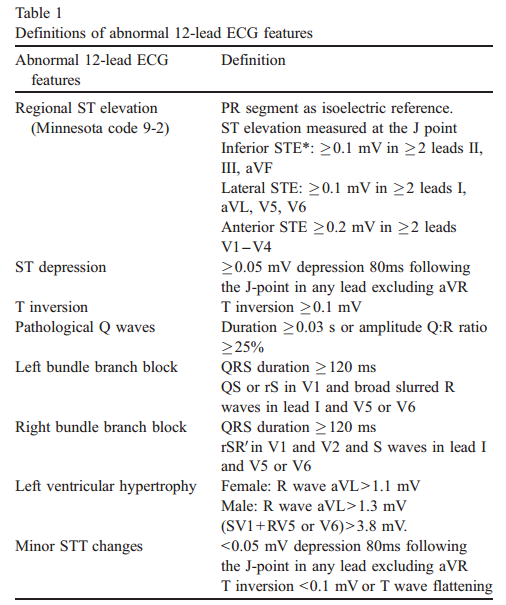 Table 1
Definitions of abnormal 12-lead ECG features
Abnormal 12-lead ECG features Definition
Regional ST elevation PR segment as isoelectric reference.
(Minnesota code 9-2) ST elevation measured at the J point
Inferior STE*: ≥0.1 mV in ≥2 leads II,
III, aVF
Lateral STE: ≥0.1 mV in ≥2 leads I,
aVL, V5, V6
Anterior STE ≥0.2 mV in ≥2 leads
V1–V4
ST depression ≥0.05 mV depression 80ms following
the J-point in any lead excluding aVR
T inversion T inversion ≥0.1 mV
Pathological Q waves Duration ≥0.03 s or amplitude Q:R ratio
≥25%
Left bundle branch block QRS duration ≥120 ms
QS or rS in V1 and broad slurred R
waves in lead I and V5 or V6
Right bundle branch block QRS duration ≥120 ms
rSR′in V1 and V2 and S waves in lead I
and V5 or V6
Left ventricular hypertrophy Female: R wave aVL>1.1 mV
Male: R wave aVL>1.3 mV
(SV1+RV5 or V6)>3.8 mV.
Minor STT changes <0.05 mV depression 80ms following
the J-point in any lead excluding aVR
T inversion <0.1 mV or T wave flattening